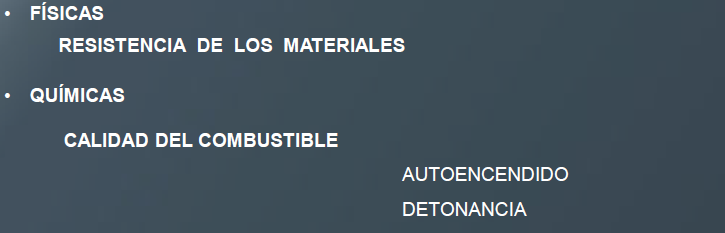 • FÍSICAS
RESISTENCIA DE LOS MATERIALES
• QUÍMICAS
CALIDAD DEL COMBUSTIBLE
AUTOENCENDIDO
DETONANCIA